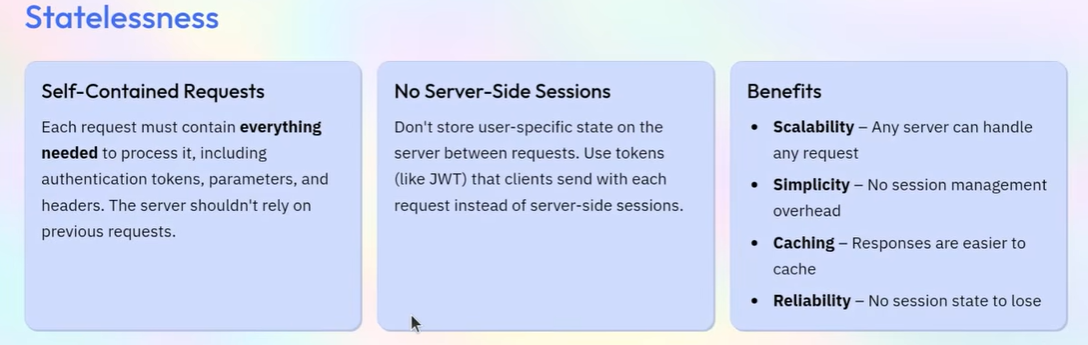 Statelessness
Self-Contained Requests
Each request must contain everything
needed to process it, including
authentication tokens, parameters, and
headers. The server shouldn't rely on
previous requests.
No Server-Side Sessions
Don't store user-specific state on the
server between requests. Use tokens
(like JWT) that clients send with each
request instead of server-side sessions.
Benefits
• Scalability – Any server can handle
any request
• Simplicity – No session management
overhead
• Caching – Responses are easier to
cache
• Reliability – No session state to lose